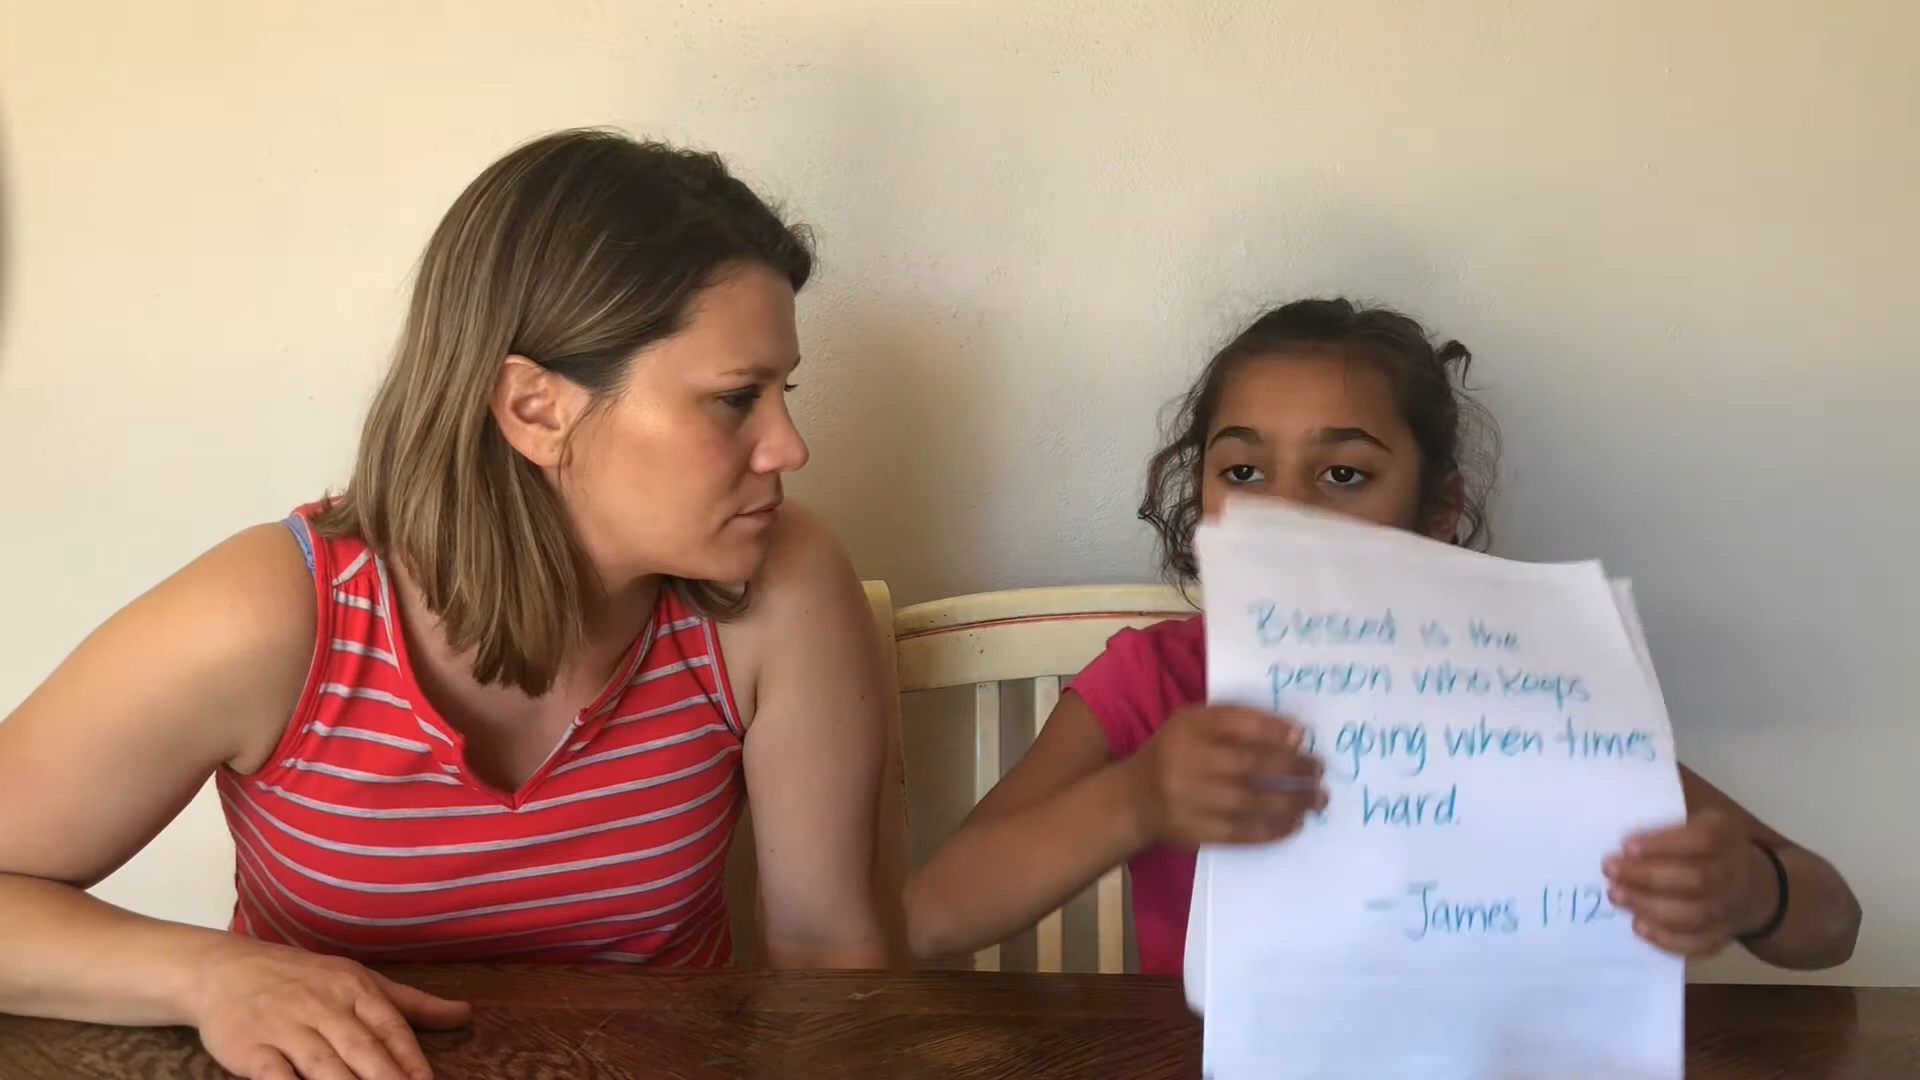 Blessed is the
person who keeps
going when times
hard.
- James 1:12